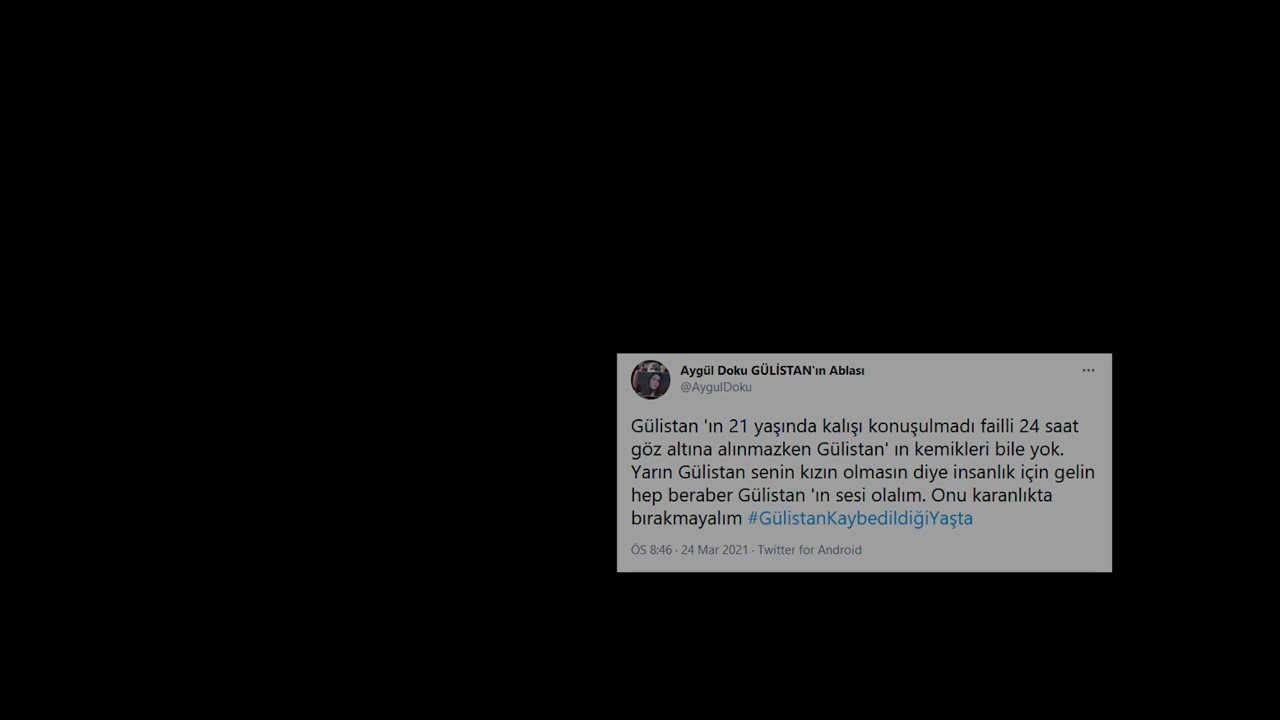 Aygül Doku GÜLİSTAN'ın Ablası
@AygulDoku
Gülistan 'ın 21 yaşında kalışı konuşulmadı failli 24 saat
göz altına alınmazken Gülistan' ın kemikleri bile yok.
Yarın Gülistan senin kızın olmasın diye insanlık için gelin
hep beraber Gülistan 'ın sesi olalım. Onu karanlıkta
bırakmayalım #GülistanKaybedildiğiYaşta
ÖS 8:46 · 24 Mar 2021 · Twitter for Android